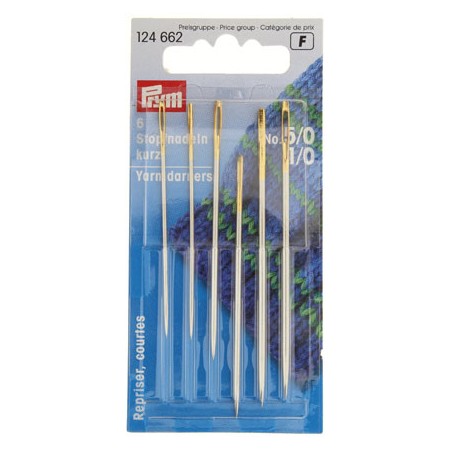 Preisgruppe - Price group - Catégorie de prix
124 662
F
Prym
6
Stopfnadeln
kurz
Yarn darners
No. 5/0
1/0
Repriser, courtes